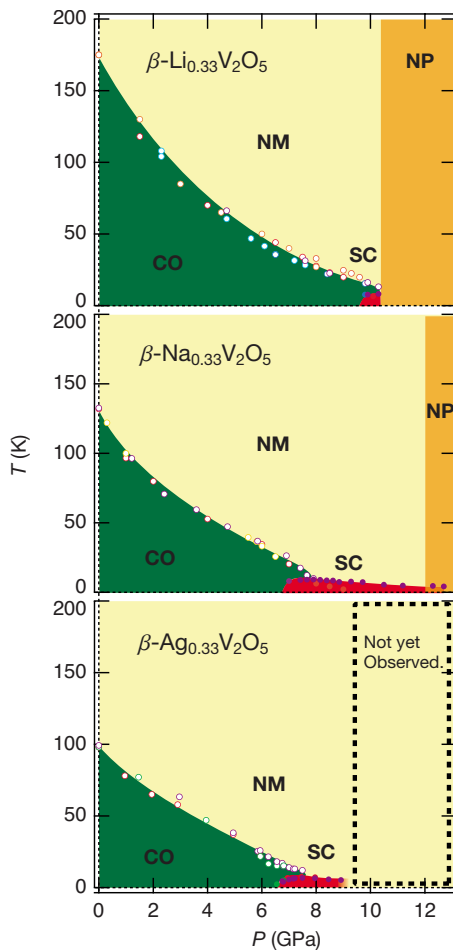 200
β-Li0.33V2O5
NP
150
NM
100
50
CO
SC
0
200
β-Na0.33V2O5
150
NP
NM
100
50
CO
SC
0
T (K)
200
β-Ag0.33V2O5
Not yet
Observed.
150
100
NM
50
CO
SC
0
0 2 4 6 8 10 12
P (GPa)